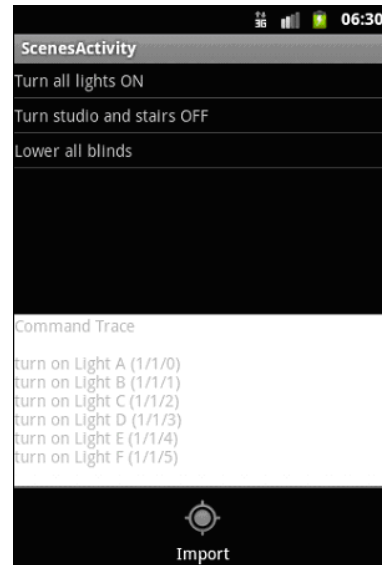 3G 06:30
ScenesActivity
Turn all lights ON
Turn studio and stairs OFF
Lower all blinds
Command Trace
turn on Light A (1/1/0)
turn on Light B (1/1/1)
turn on Light C (1/1/2)
turn on Light D (1/1/3)
turn on Light E (1/1/4)
turn on Light F (1/1/5)
Import